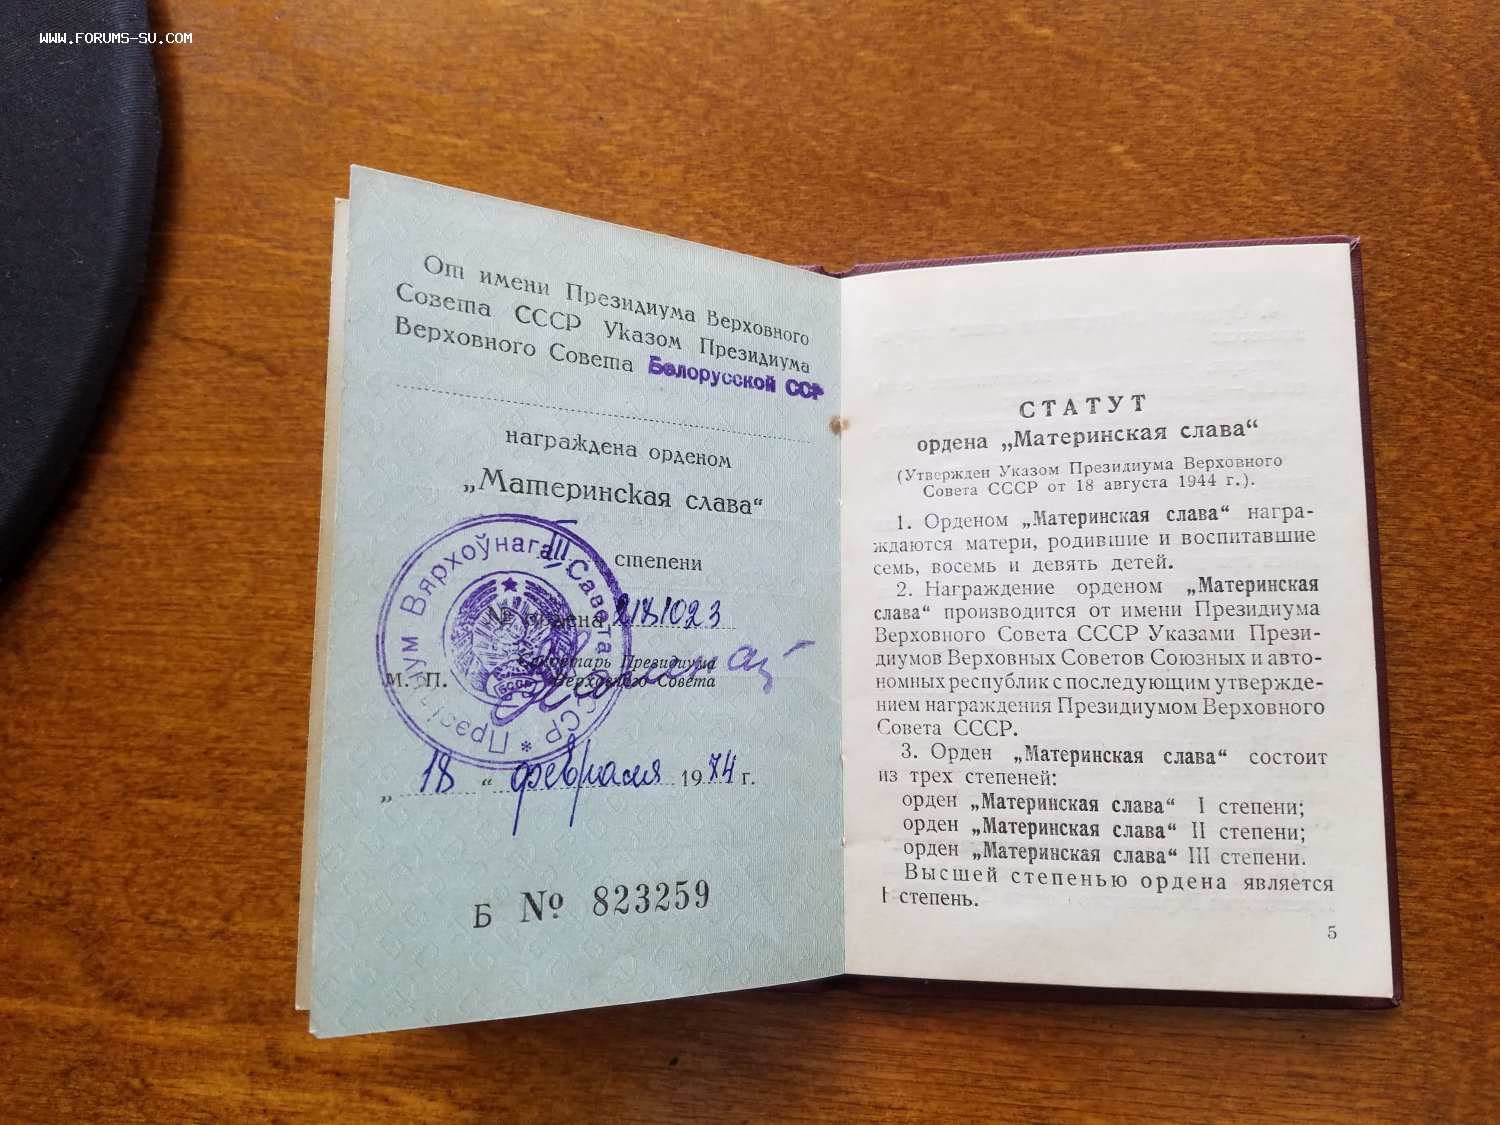 WWW.FORUMS-SU.COM
От имени Президиума Верховного
Совета СССР Указом Президиума
Верховного Совета Белорусской ССР
награждена орденом
„Материнская слава“
III степени
№ ордена
Секретарь Президиума
М. П. Верховного Совета
Прэзідыум Вярхоўнага Савета БССР *
БССР
„ 18 “ февраля 1974 г.
Б № 823259
СТАТУТ
ордена „Материнская слава“
(Утвержден Указом Президиума Верховного
Совета СССР от 18 августа 1944 г.).
1. Орденом „Материнская слава“ награ-
ждаются матери, родившие и воспитавшие
семь, восемь и девять детей.
2. Награждение орденом „Материнская
слава“ производится от имени Президиума
Верховного Совета СССР Указами Прези-
диумов Верховных Советов Союзных и авто-
номных республик с последующим утвержде-
нием награждения Президиумом Верховного
Совета СССР.
3. Орден „Материнская слава“ состоит
из трех степеней:
орден „Материнская слава“ I степени;
орден „Материнская слава“ II степени;
орден „Материнская слава“ III степени.
Высшей степенью ордена является
I степень.
5